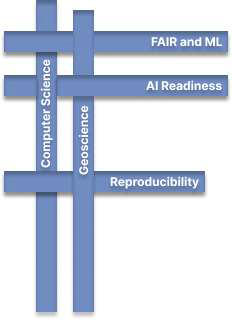 FAIR and ML
AI Readiness
Computer Science
Geoscience
Reproducibility